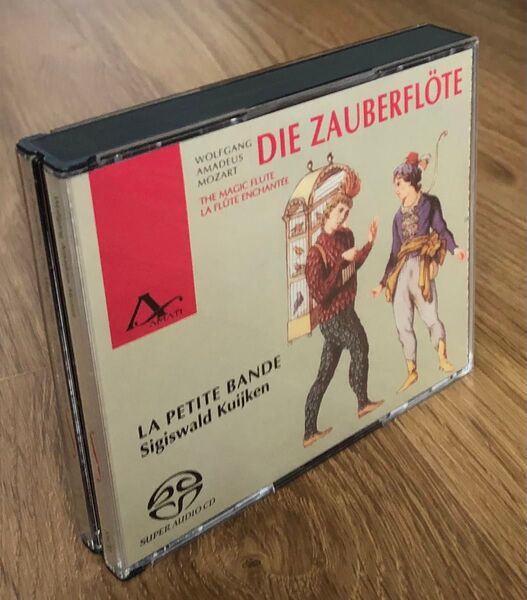 WOLFGANG
AMADEUS
MOZART
DIE ZAUBERFLÖTE
THE MAGIC FLUTE
LA FLÛTE ENCHANTÉE
AMATI
LA PETITE BANDE
Sigiswald Kuijken
SUPER AUDIO CD